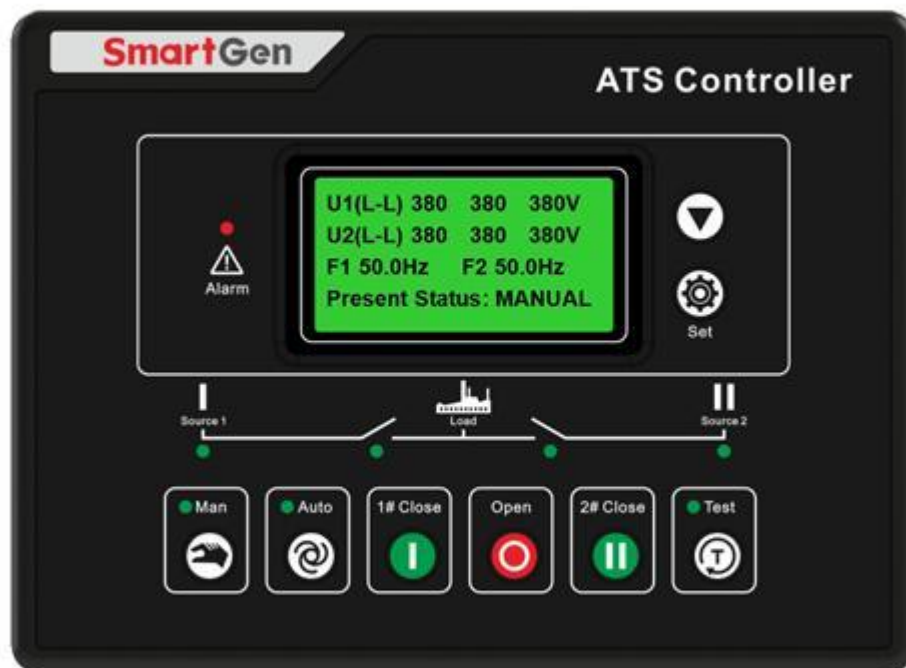 SmartGen
ATS Controller
U1(L-L) 380 380 380V
U2(L-L) 380 380 380V
F1 50.0Hz F2 50.0Hz
Present Status: MANUAL
Alarm
Set
I II
Source 1 Load Source 2
Man Auto 1# Close Open 2# Close Test
I O II T